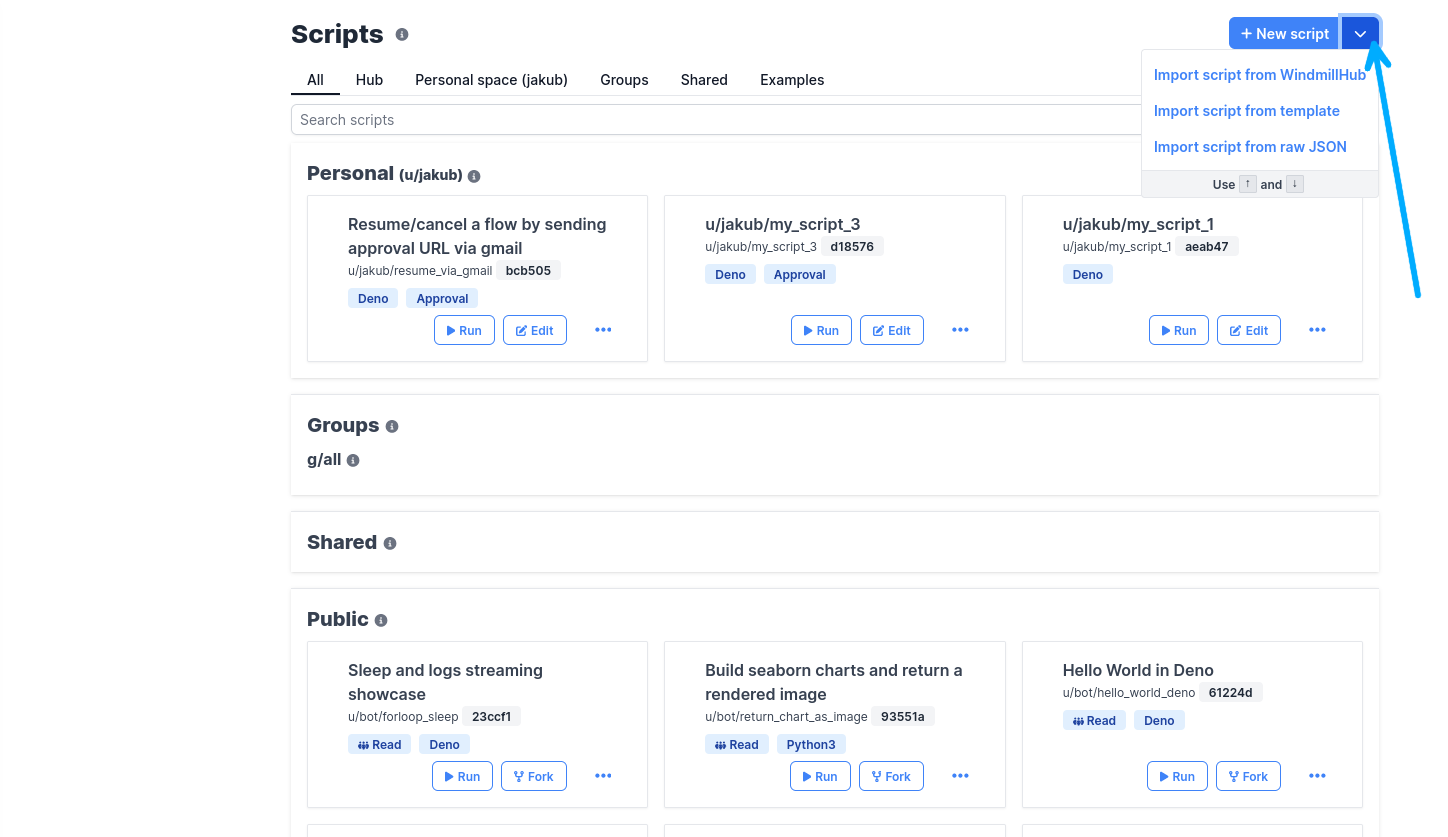 Scripts
New script
Import script from WindmillHub
Import script from template
Import script from raw JSON
Use ↑ and ↓
All Hub Personal space (jakub) Groups Shared Examples
Search scripts
Personal (u/jakub)
Resume/cancel a flow by sending
approval URL via gmail
u/jakub/resume_via_gmail bcb505
Deno Approval
Run Edit
u/jakub/my_script_3
u/jakub/my_script_3 d18576
Deno Approval
Run Edit
u/jakub/my_script_1
u/jakub/my_script_1 aeab47
Deno
Run Edit
Groups
g/all
Shared
Public
Sleep and logs streaming
showcase
u/bot/forloop_sleep 23ccf1
Read Deno
Run Fork
Build seaborn charts and return a
rendered image
u/bot/return_chart_as_image 93551a
Read Python3
Run Fork
Hello World in Deno
u/bot/hello_world_deno 61224d
Read Deno
Run Fork